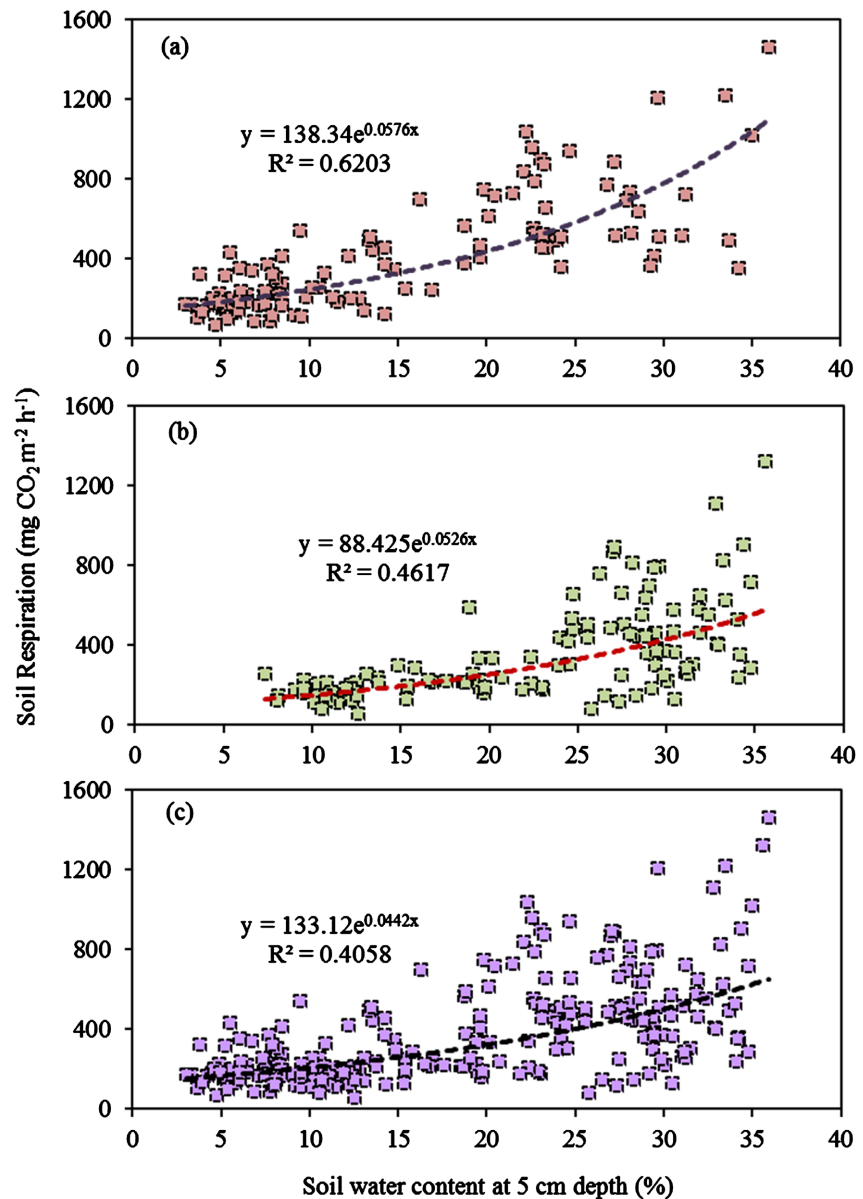 (a)
y = 138.34e^0.0576x
R² = 0.6203
1600
1200
800
400
0
0 5 10 15 20 25 30 35 40
(b)
y = 88.425e^0.0526x
R² = 0.4617
1600
1200
800
400
0
0 5 10 15 20 25 30 35 40
(c)
y = 133.12e^0.0442x
R² = 0.4058
1600
1200
800
400
0
0 5 10 15 20 25 30 35 40
Soil Respiration (mg CO₂ m⁻² h⁻¹)
Soil water content at 5 cm depth (%)